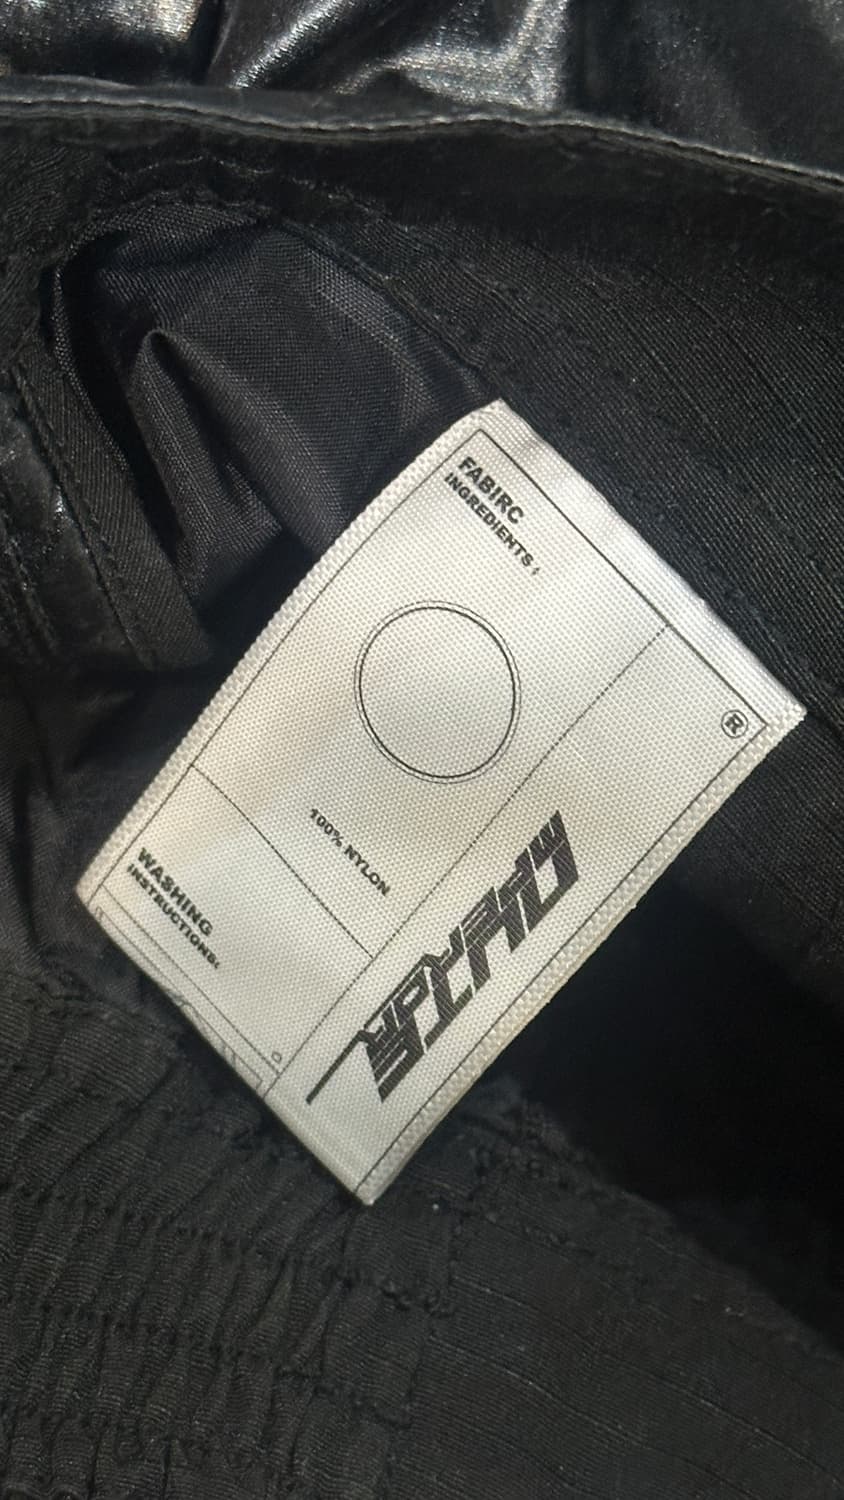 FABIRC
INGREDIENTS :
®
100% NYLON
WASHING
INSTRUCTIONS: